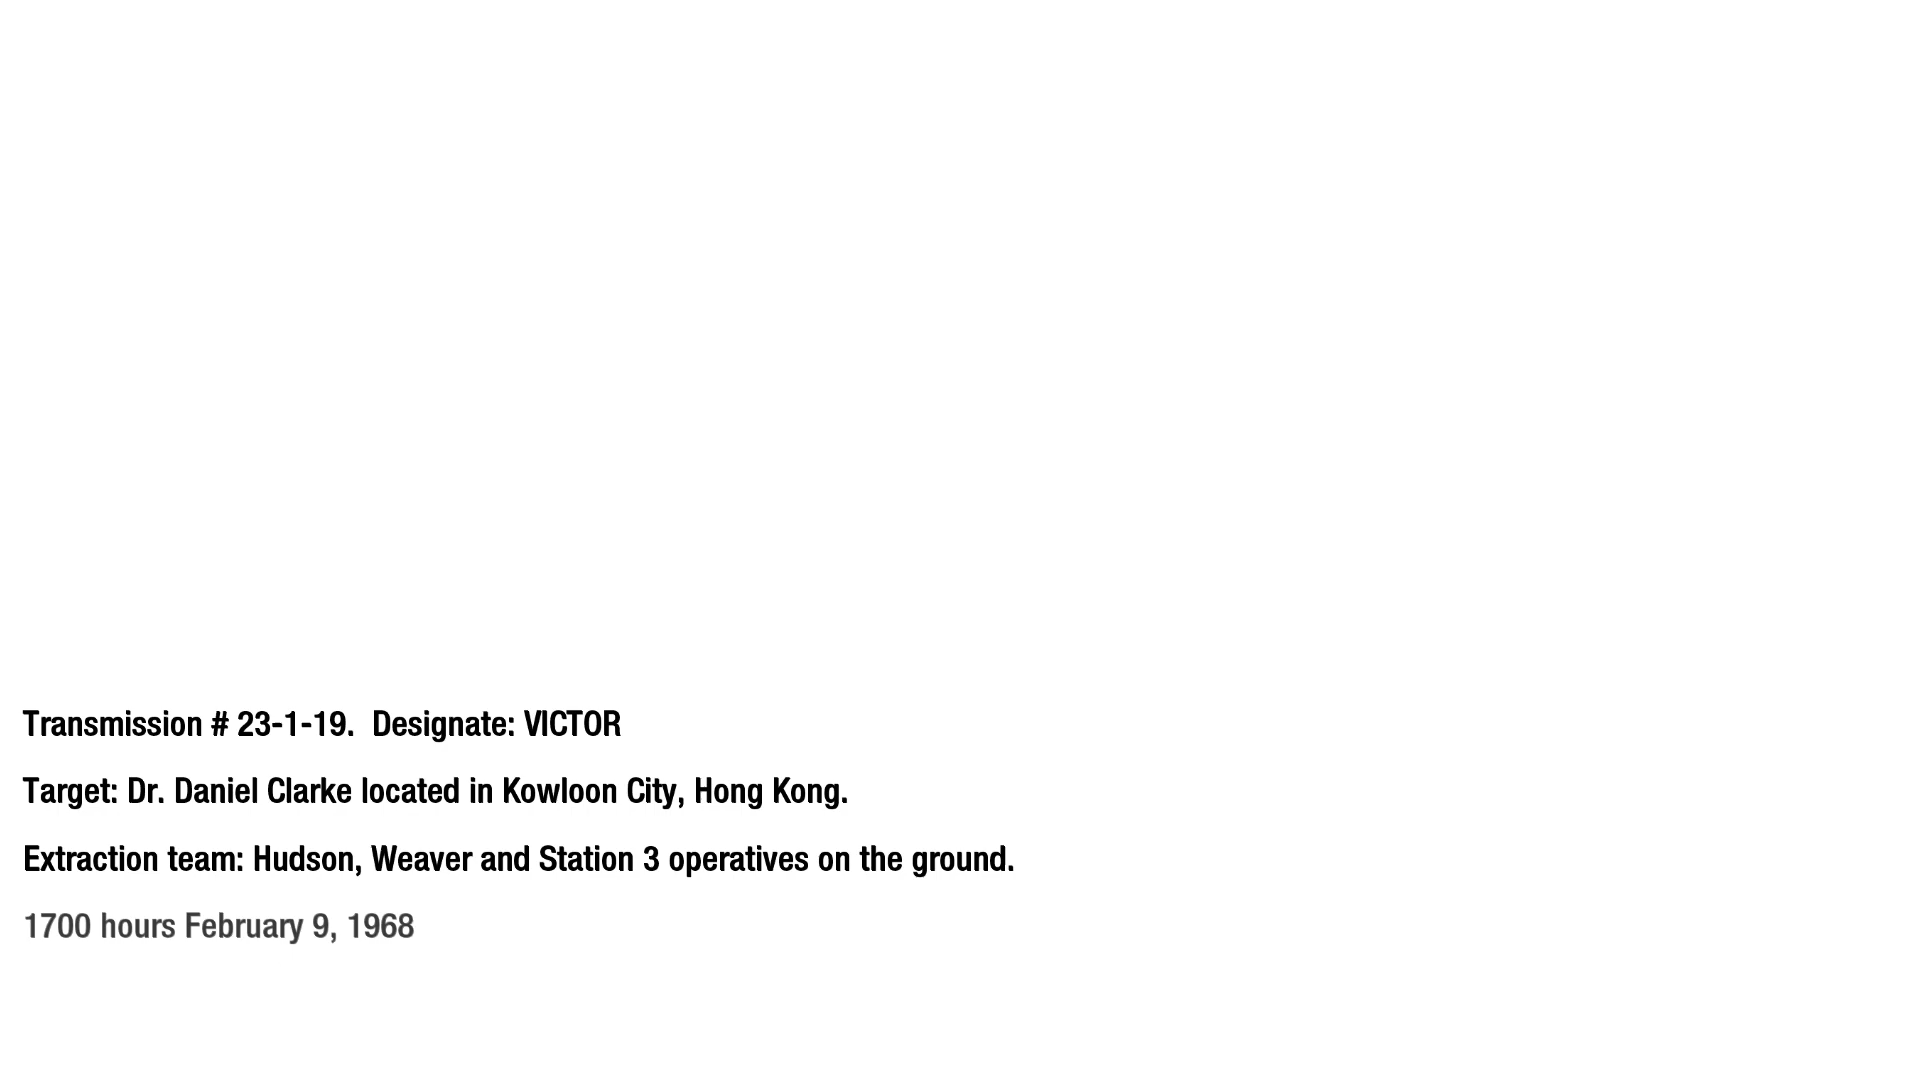 Transmission # 23-1-19.  Designate: VICTOR
Target: Dr. Daniel Clarke located in Kowloon City, Hong Kong.
Extraction team: Hudson, Weaver and Station 3 operatives on the ground.
1700 hours February 9, 1968